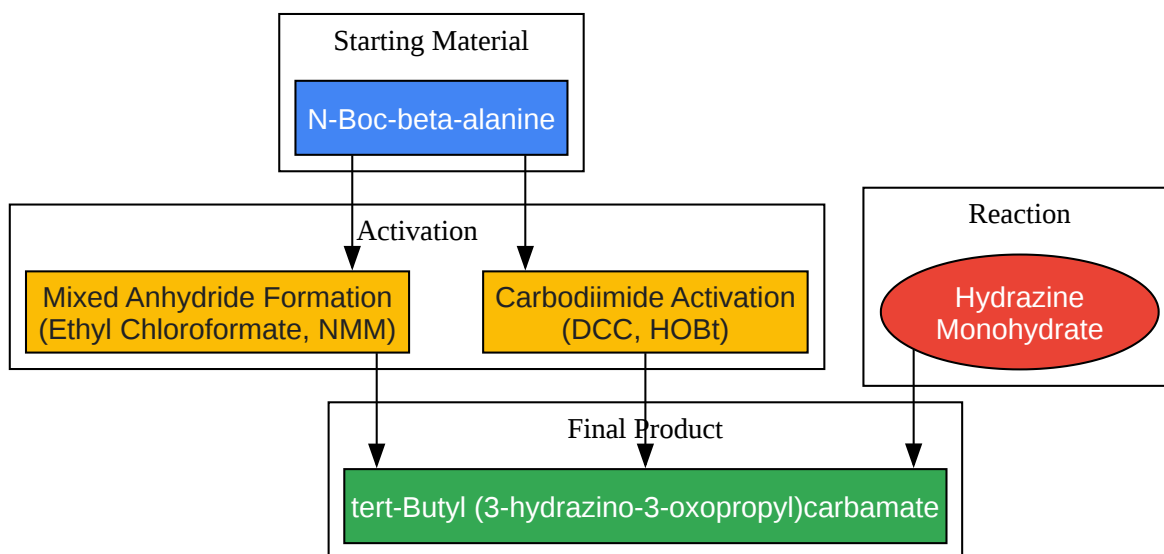 Starting Material
N-Boc-beta-alanine
Activation
Mixed Anhydride Formation
(Ethyl Chloroformate, NMM)
Carbodiimide Activation
(DCC, HOBt)
Reaction
Hydrazine
Monohydrate
Final Product
tert-Butyl (3-hydrazino-3-oxopropyl)carbamate